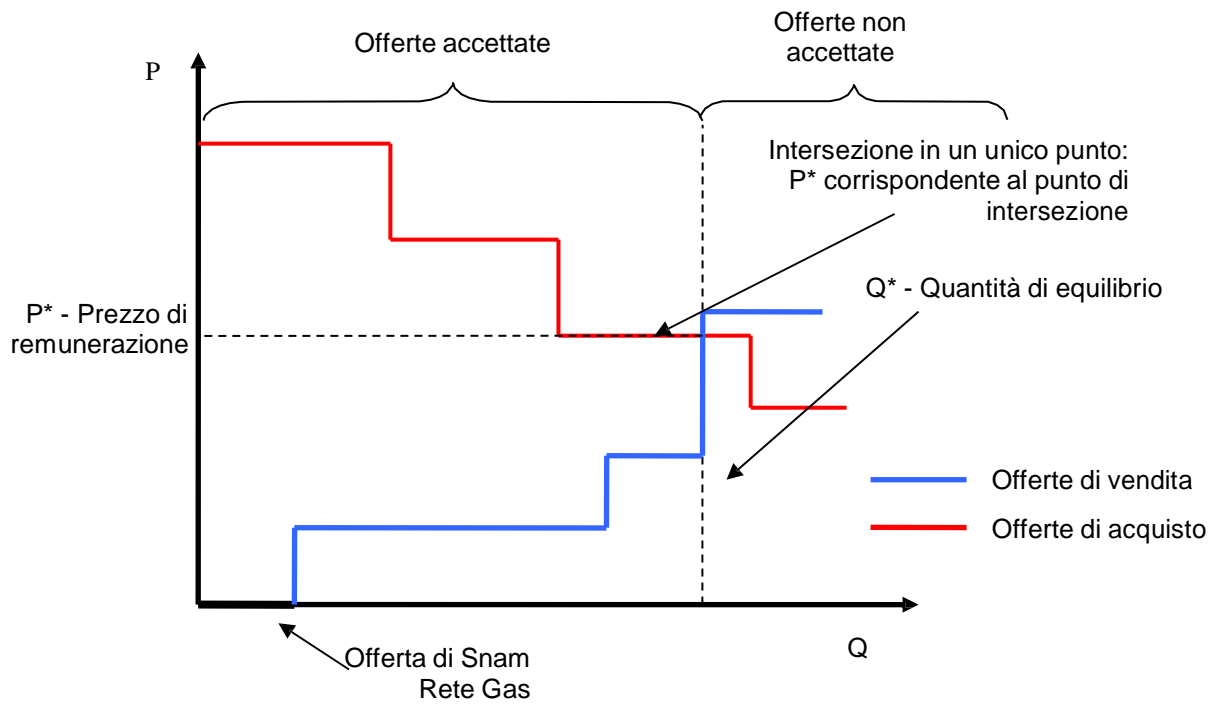 Offerte accettate
Offerte non
accettate
P
Intersezione in un unico punto:
P* corrispondente al punto di
intersezione
Q* - Quantità di equilibrio
P* - Prezzo di
remunerazione
Offerte di vendita
Offerte di acquisto
Q
Offerta di Snam
Rete Gas